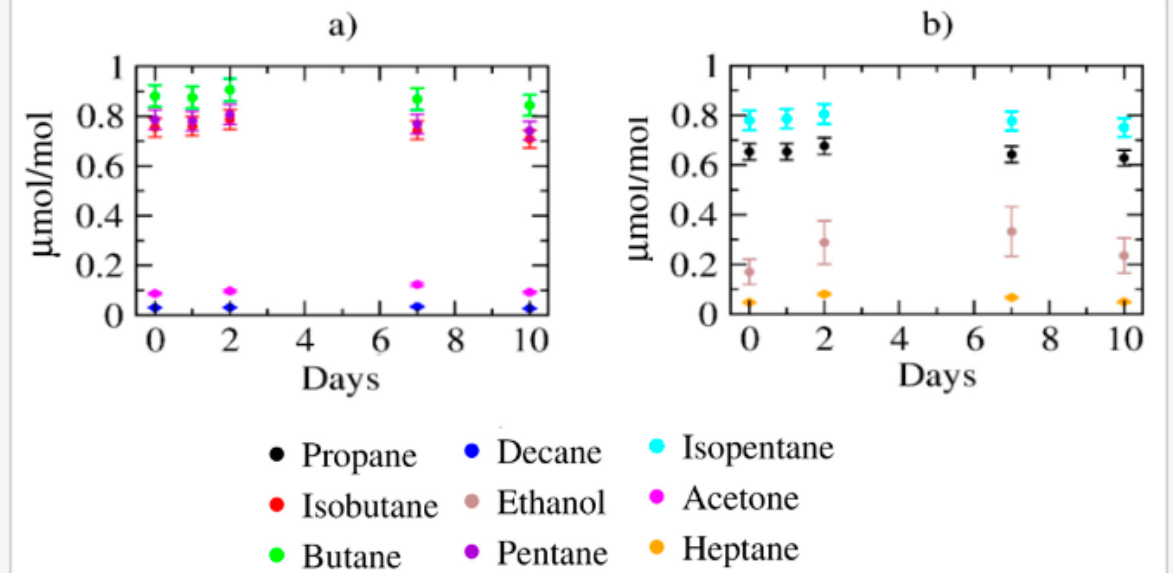 a)
b)
1
0.8
0.6
0.4
0.2
0
μmol/mol
0 2 4 6 8 10
Days
1
0.8
0.6
0.4
0.2
0
μmol/mol
0 2 4 6 8 10
Days
Propane
Decane
Isopentane
Isobutane
Ethanol
Acetone
Butane
Pentane
Heptane